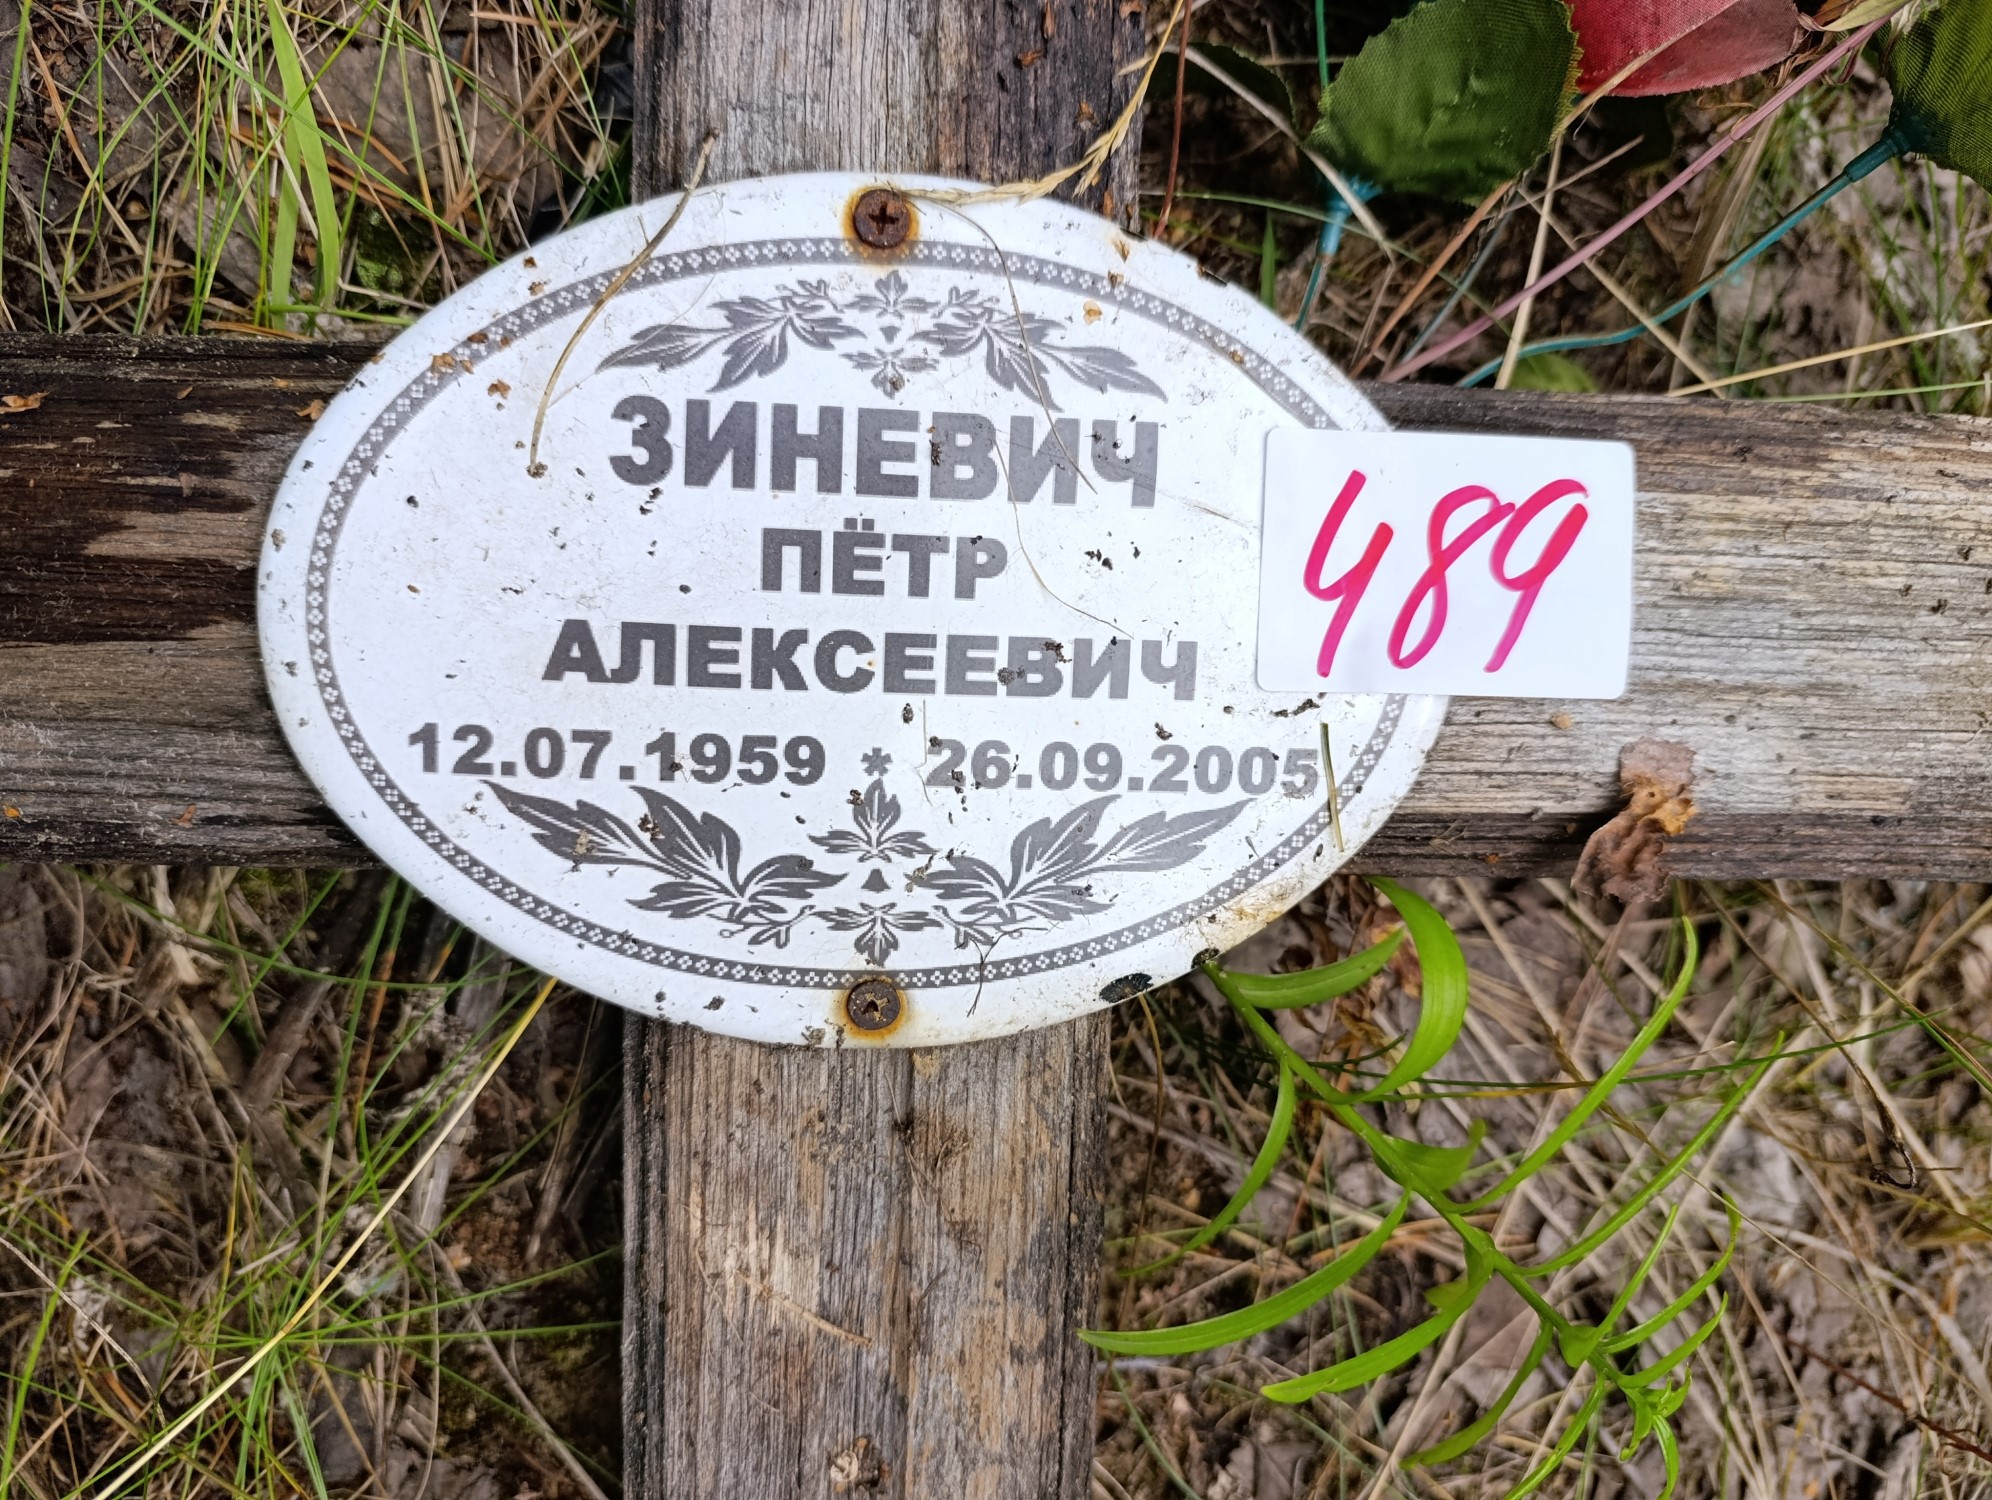 ЗИНЕВИЧ
ПЁТР
АЛЕКСЕЕВИЧ
489
12.07.1959 * 26.09.2005